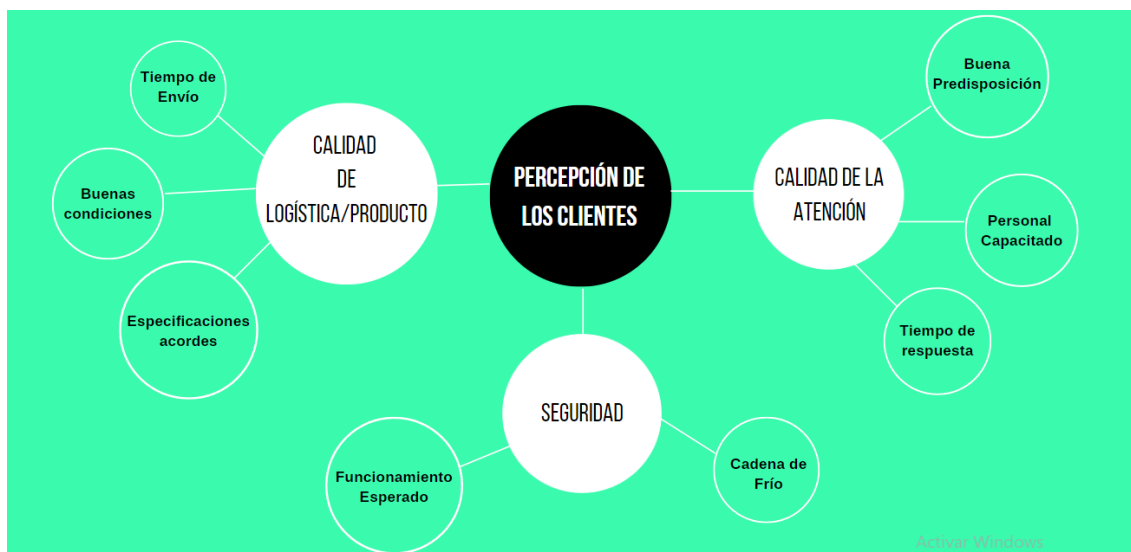 Tiempo de
Envío
Buenas
condiciones
Especificaciones
acordes
CALIDAD
DE
LOGÍSTICA/PRODUCTO
PERCEPCIÓN DE
LOS CLIENTES
CALIDAD DE LA
ATENCIÓN
Buena
Predisposición
Personal
Capacitado
Tiempo de
respuesta
SEGURIDAD
Funcionamiento
Esperado
Cadena de
Frío
Activar Windows